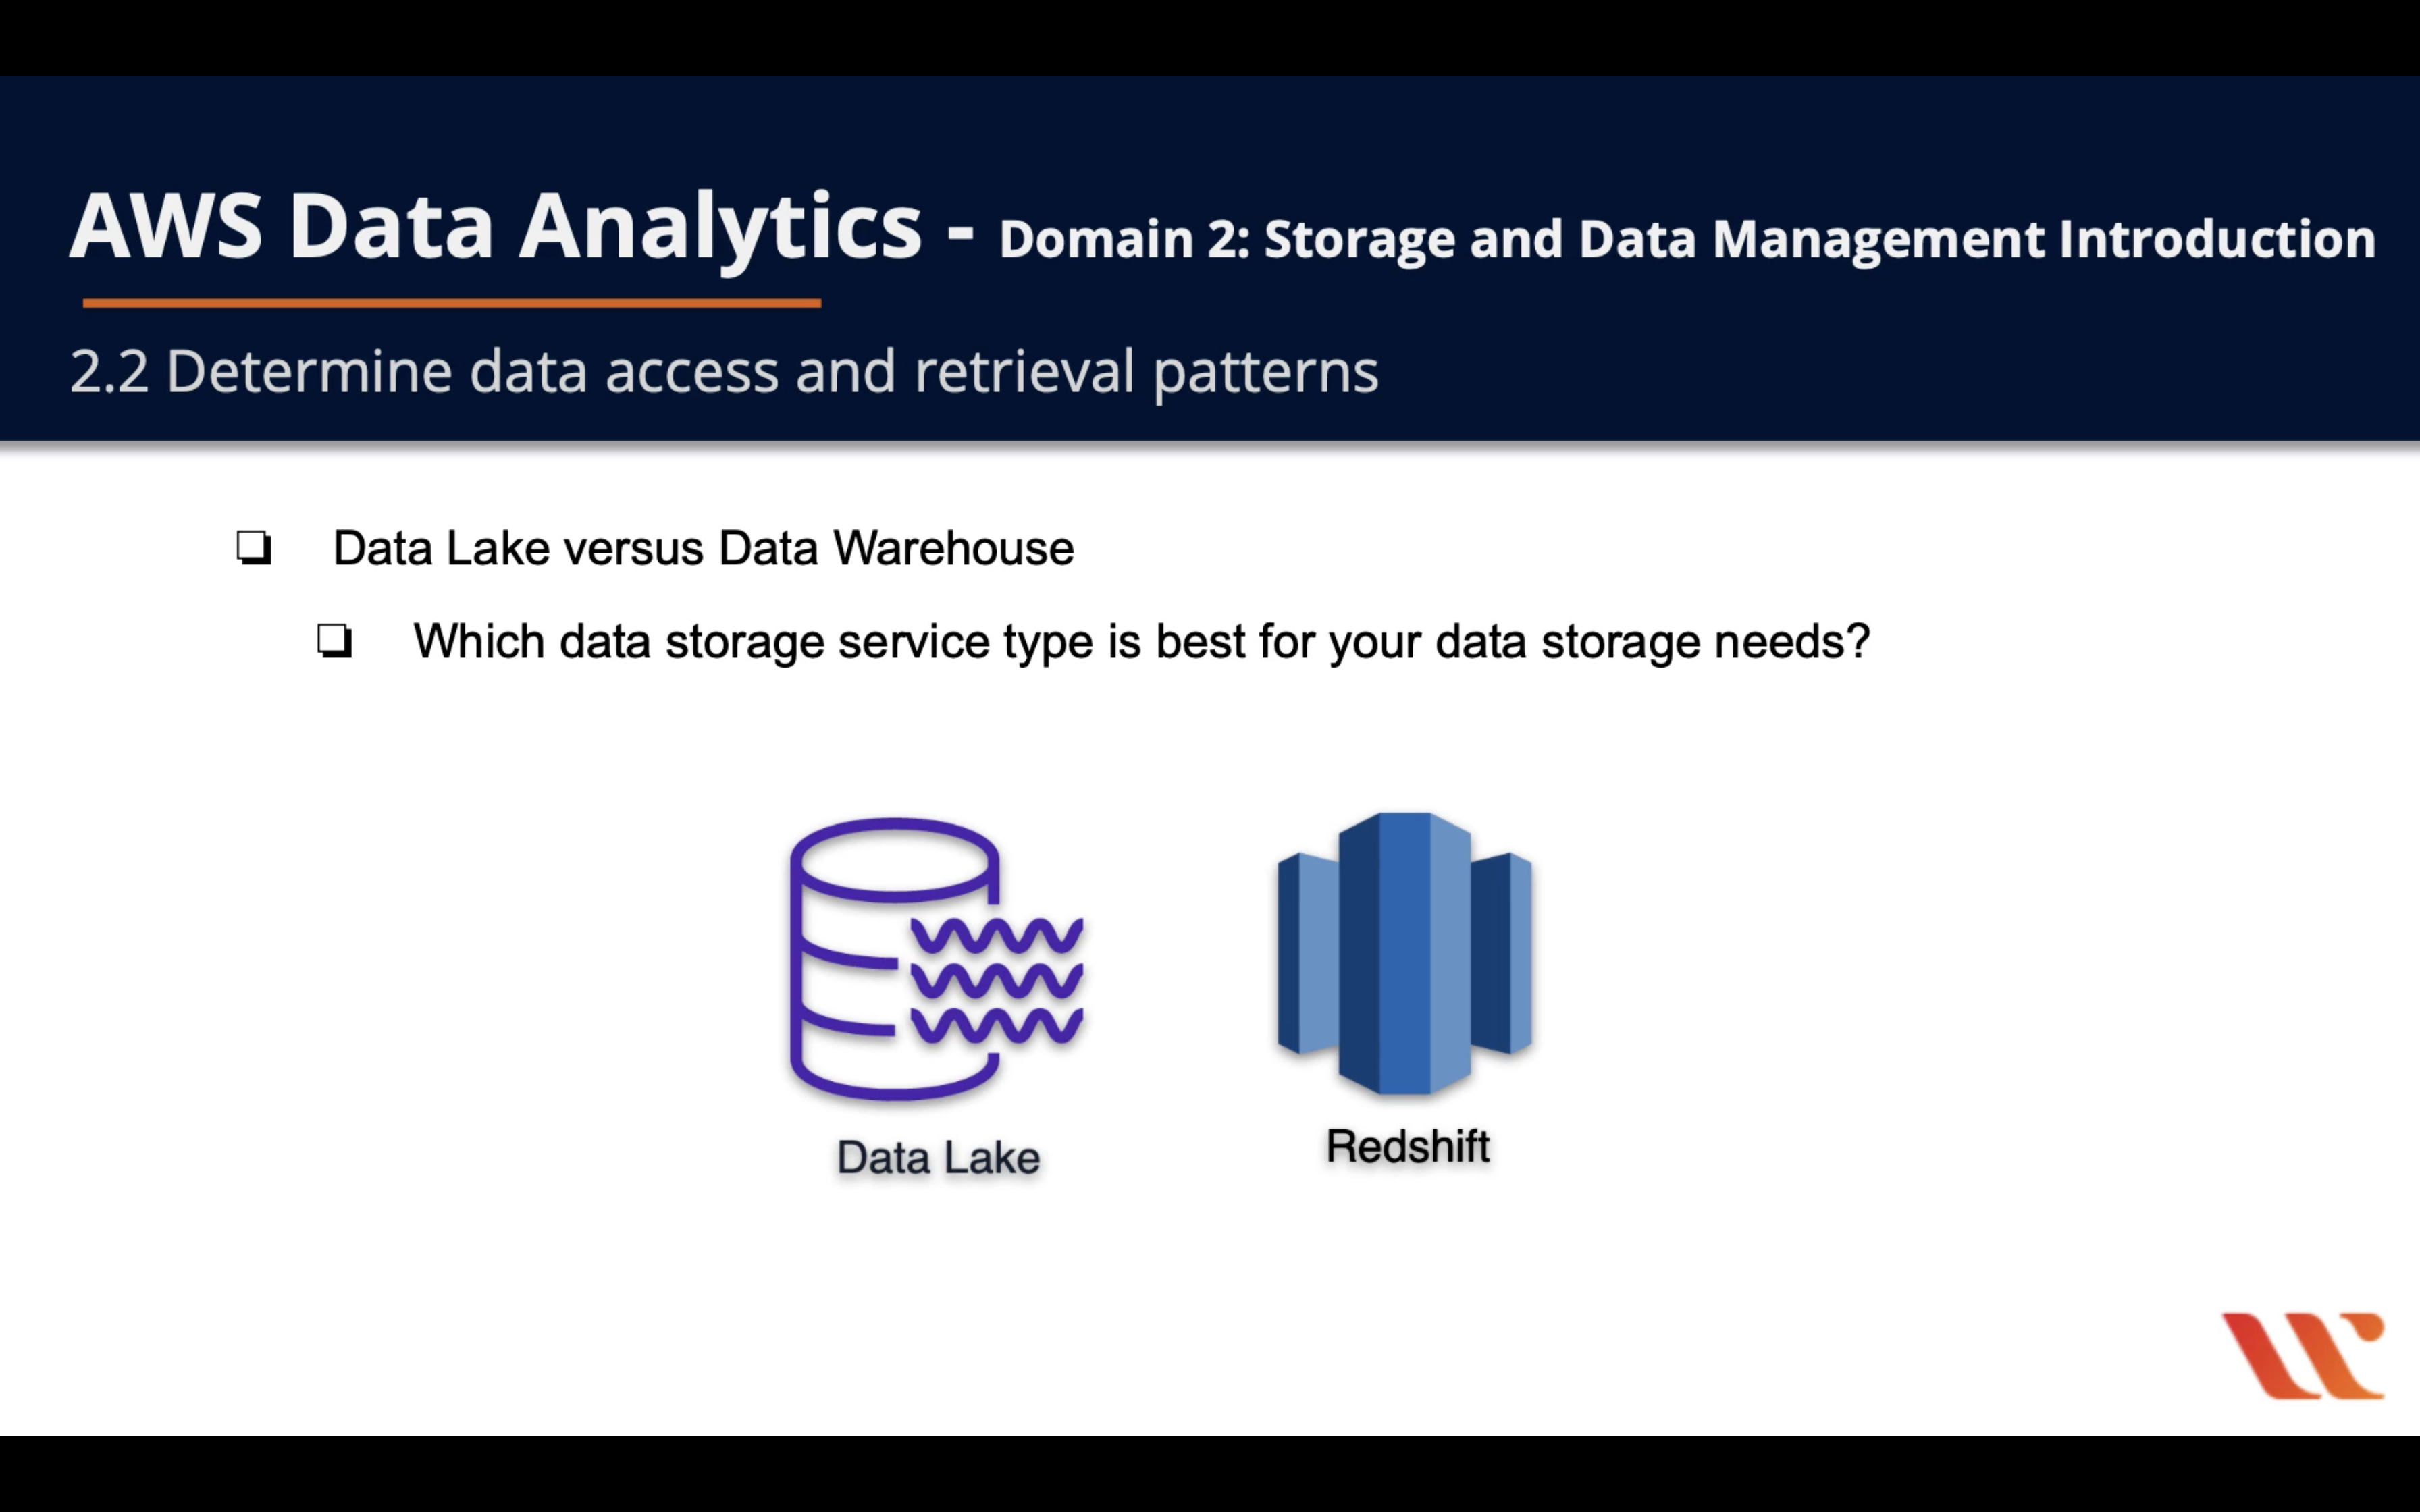 AWS Data Analytics - Domain 2: Storage and Data Management Introduction
2.2 Determine data access and retrieval patterns
Data Lake versus Data Warehouse
Which data storage service type is best for your data storage needs?
Data Lake
Redshift